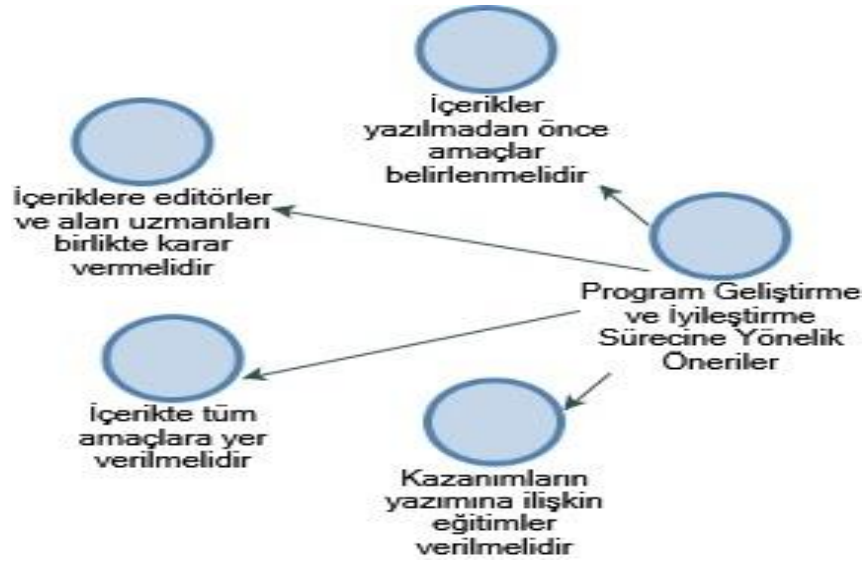 İçerikler
yazılmadan önce
amaçlar
belirlenmelidir
İçeriklere editörler
ve alan uzmanları
birlikte karar
vermelidir
Program Geliştirme
ve İyileştirme
Sürecine Yönelik
Öneriler
İçerikte tüm
amaçlara yer
verilmelidir
Kazanımların
yazımına ilişkin
eğitimler
verilmelidir